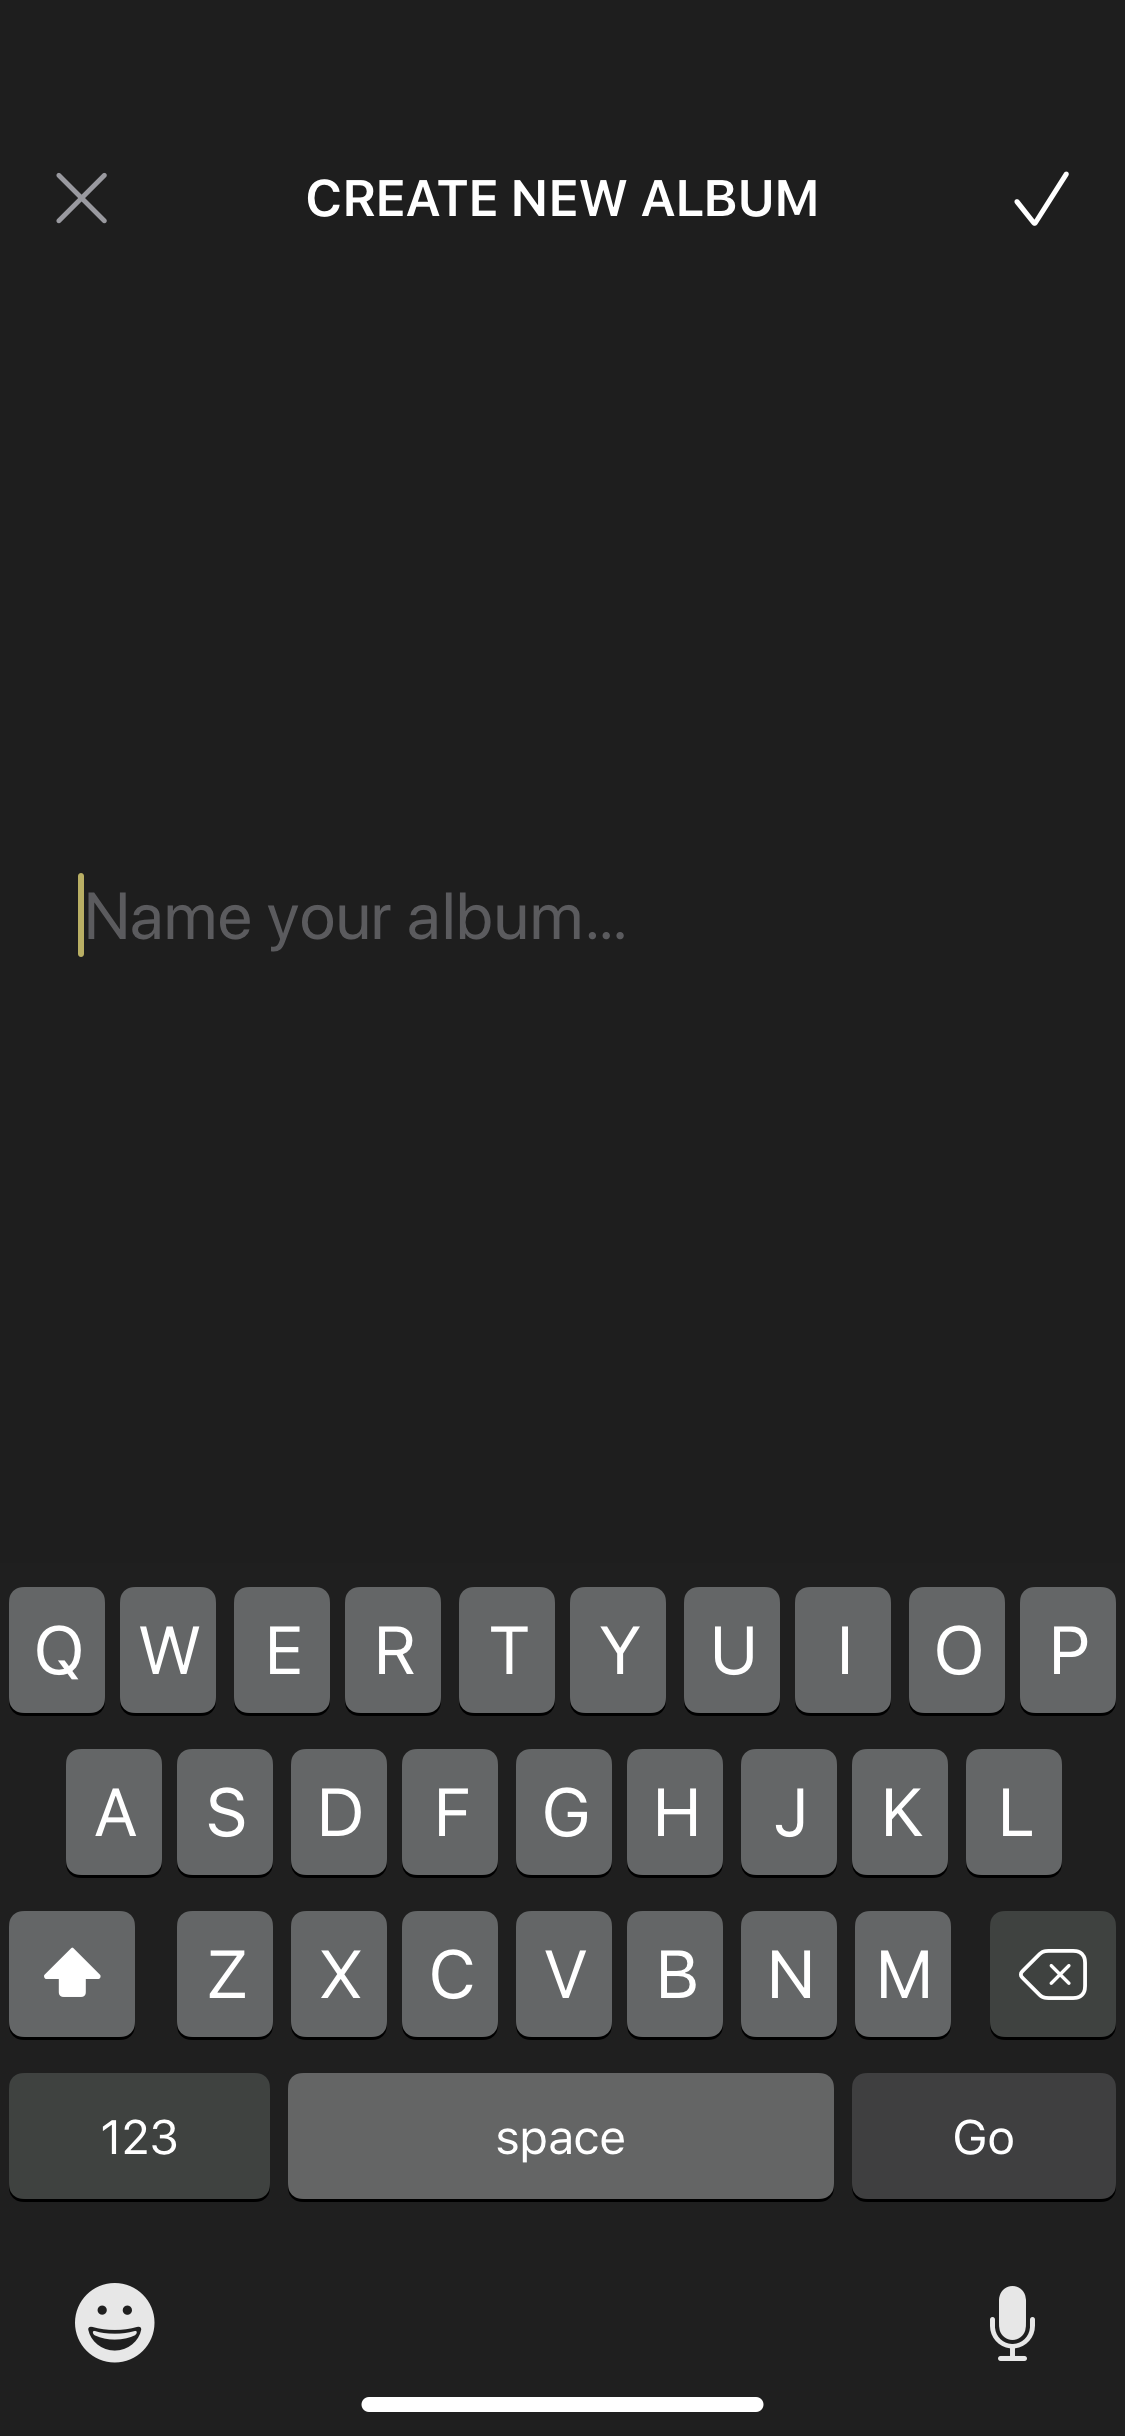 CREATE NEW ALBUM
Name your album...
Q W E R T Y U I O P
A S D F G H J K L
Z X C V B N M
123 space Go